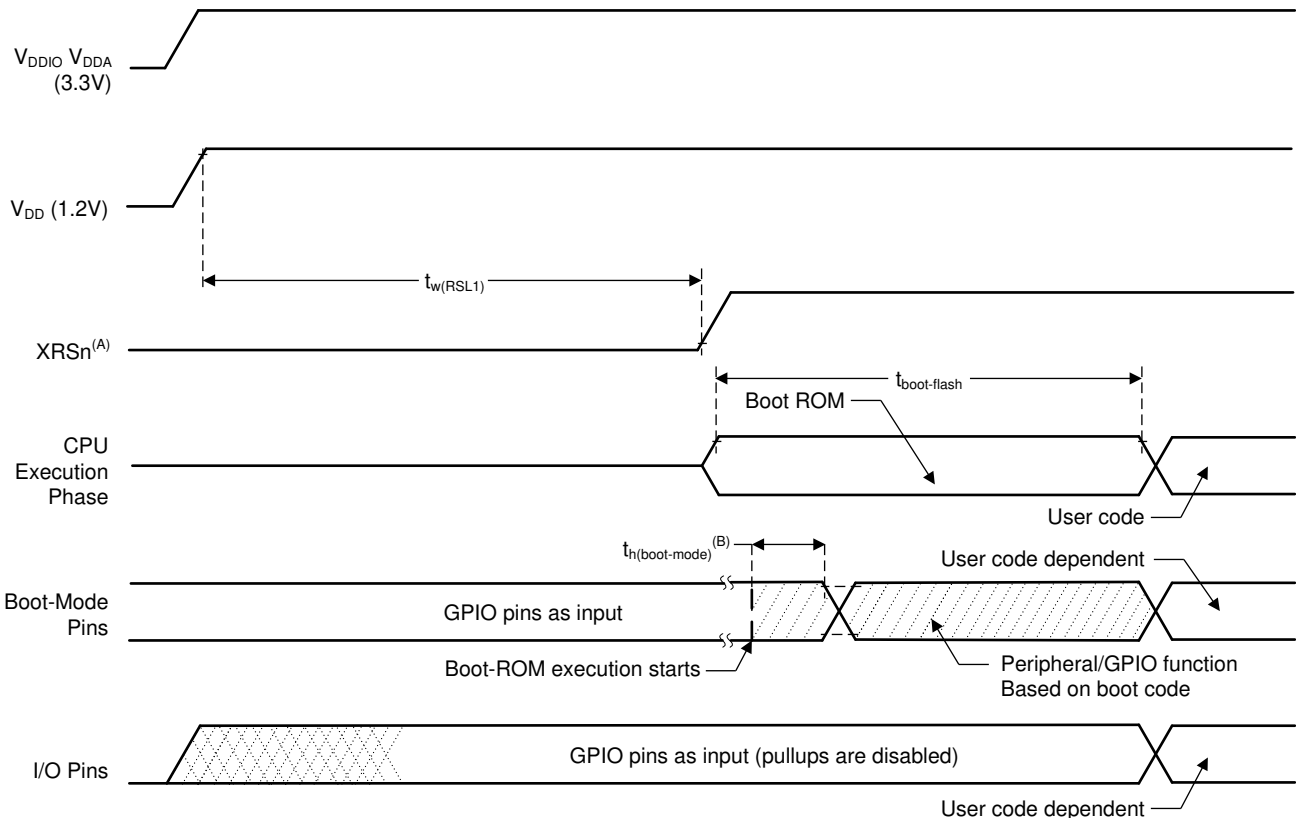 VDDIO VDDA
(3.3V)
VDD (1.2V)
tw(RSL1)
XRSn(A)
tboot-flash
Boot ROM
CPU
Execution
Phase
User code
th(boot-mode)(B)
User code dependent
Boot-Mode
Pins
GPIO pins as input
Boot-ROM execution starts
Peripheral/GPIO function
Based on boot code
I/O Pins
GPIO pins as input (pullups are disabled)
User code dependent